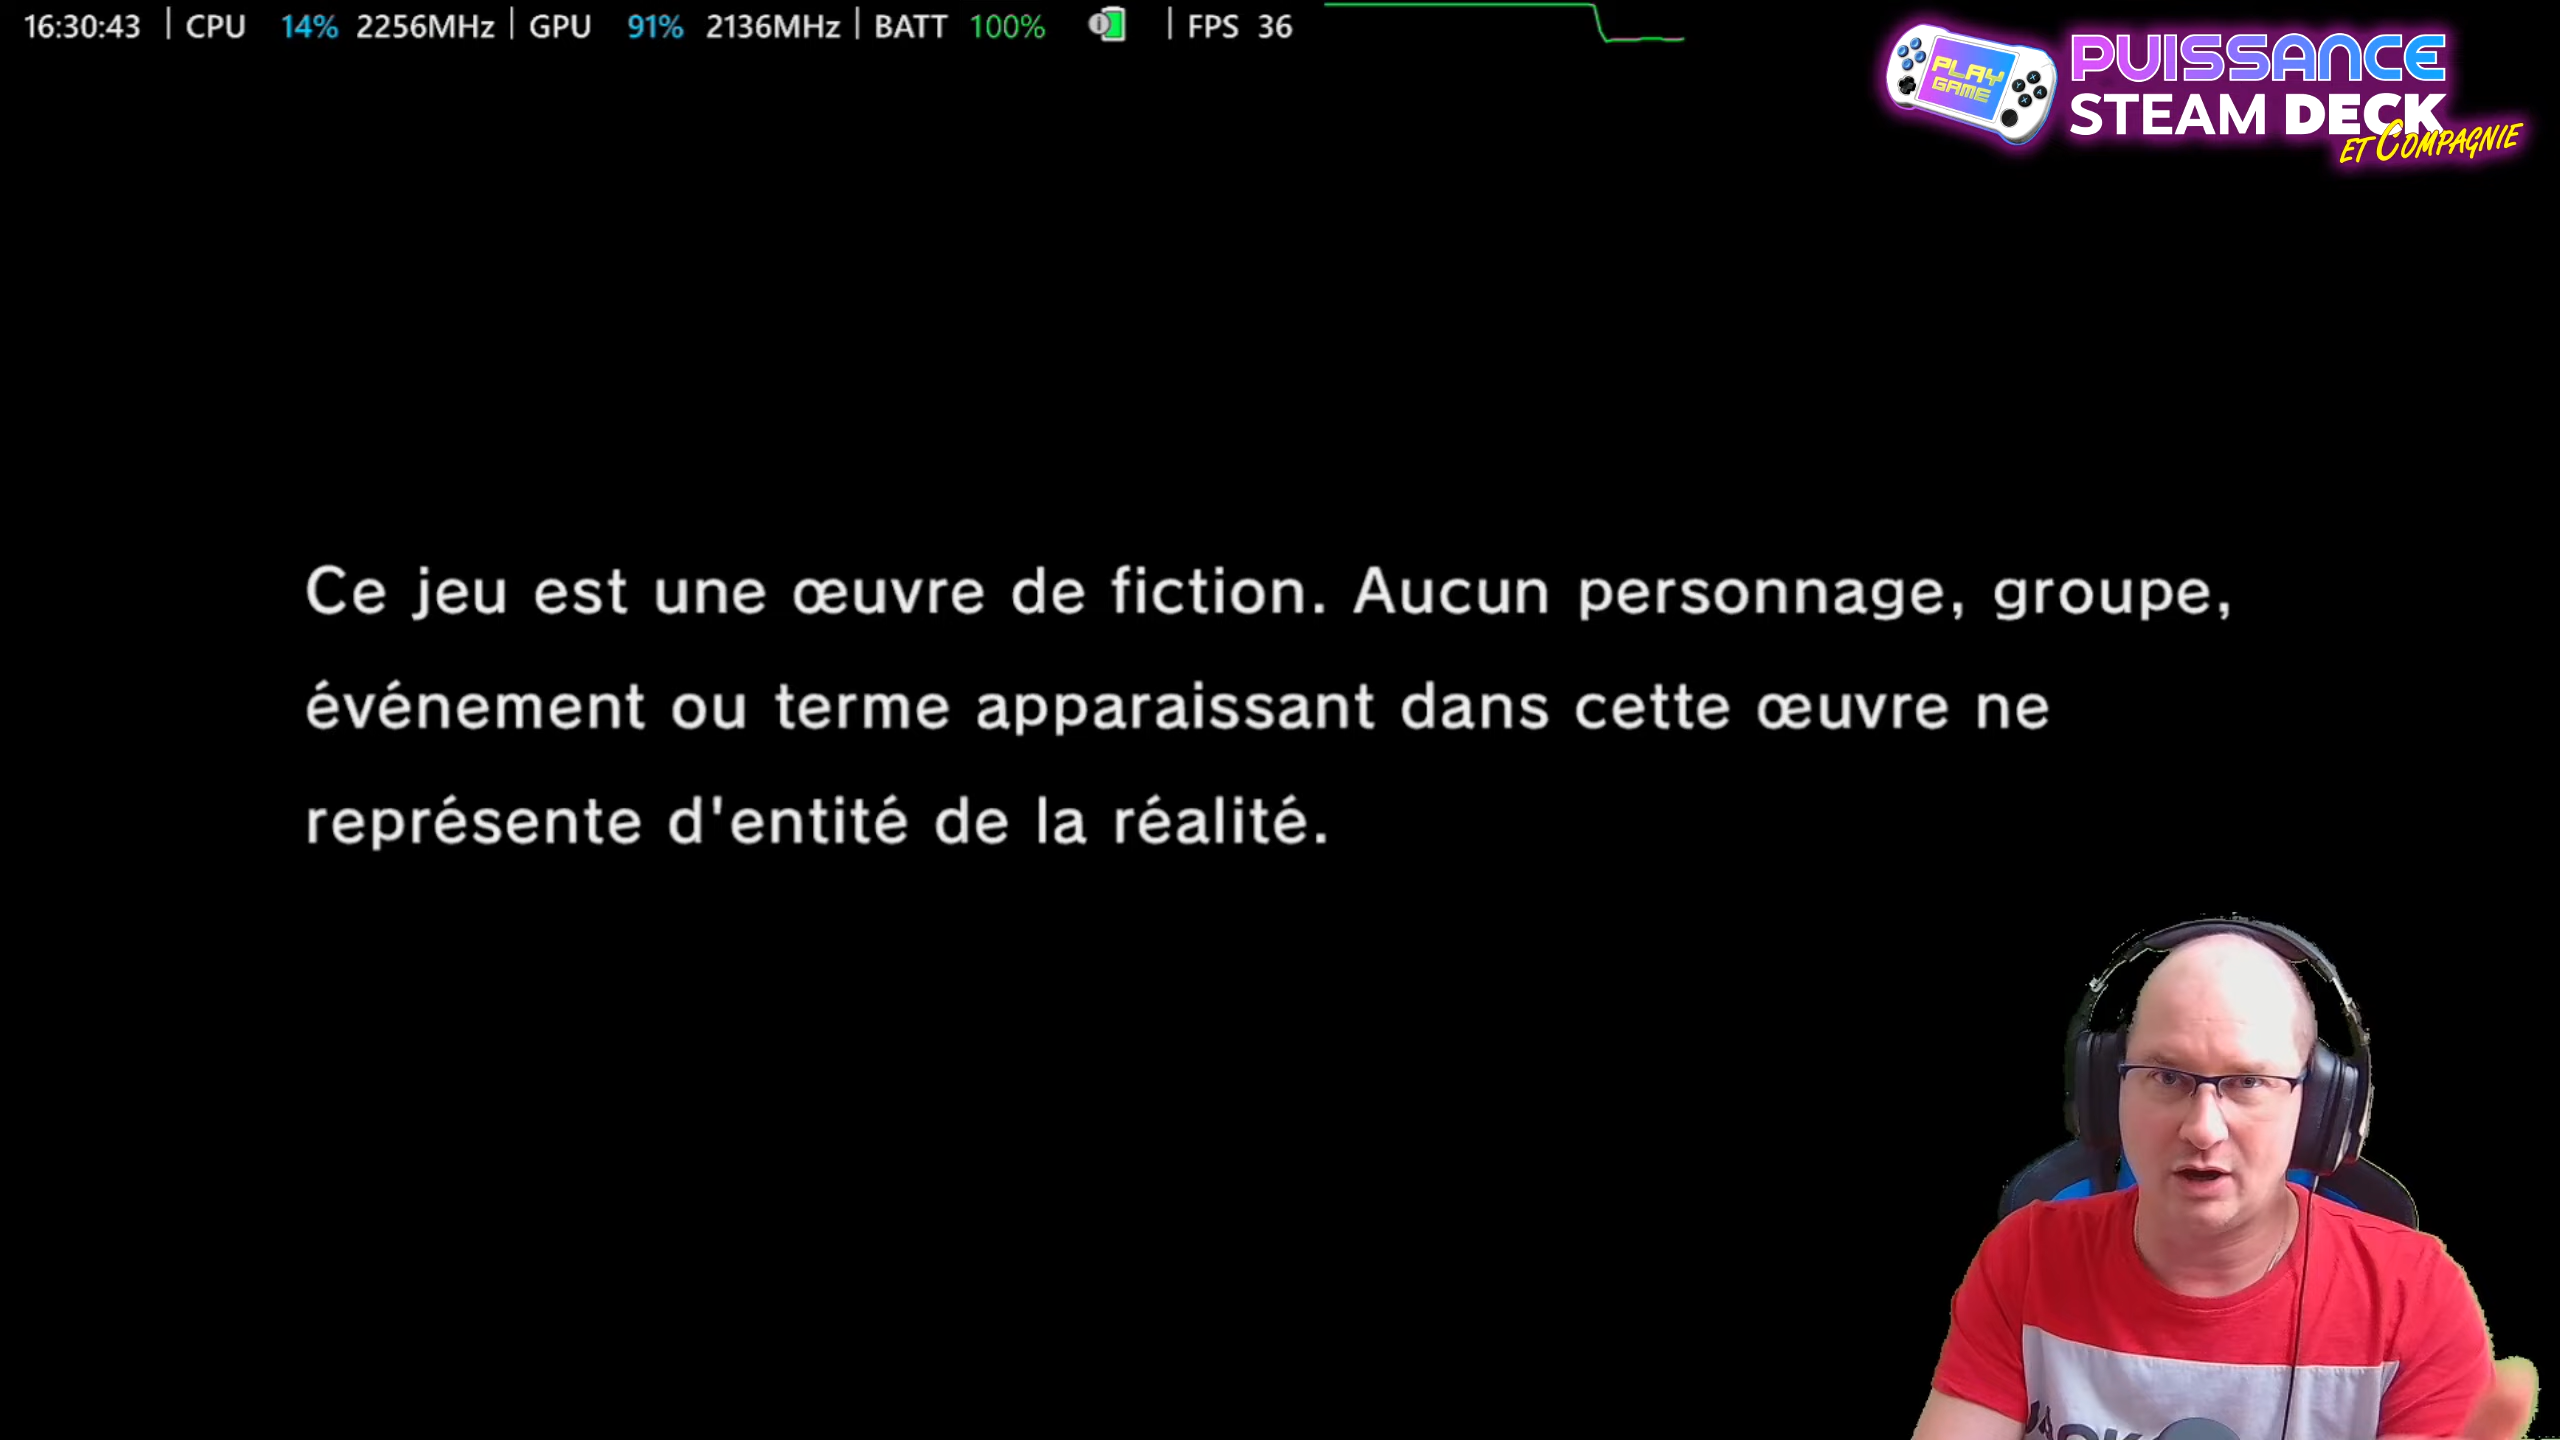 16:30:43 | CPU 14% 2256MHz | GPU 91% 2136MHz | BATT 100% | FPS 36
PLAY
GAME
PUISSANCE
STEAM DECK
ET COMPAGNIE
Ce jeu est une œuvre de fiction. Aucun personnage, groupe,
événement ou terme apparaissant dans cette œuvre ne
représente d'entité de la réalité.